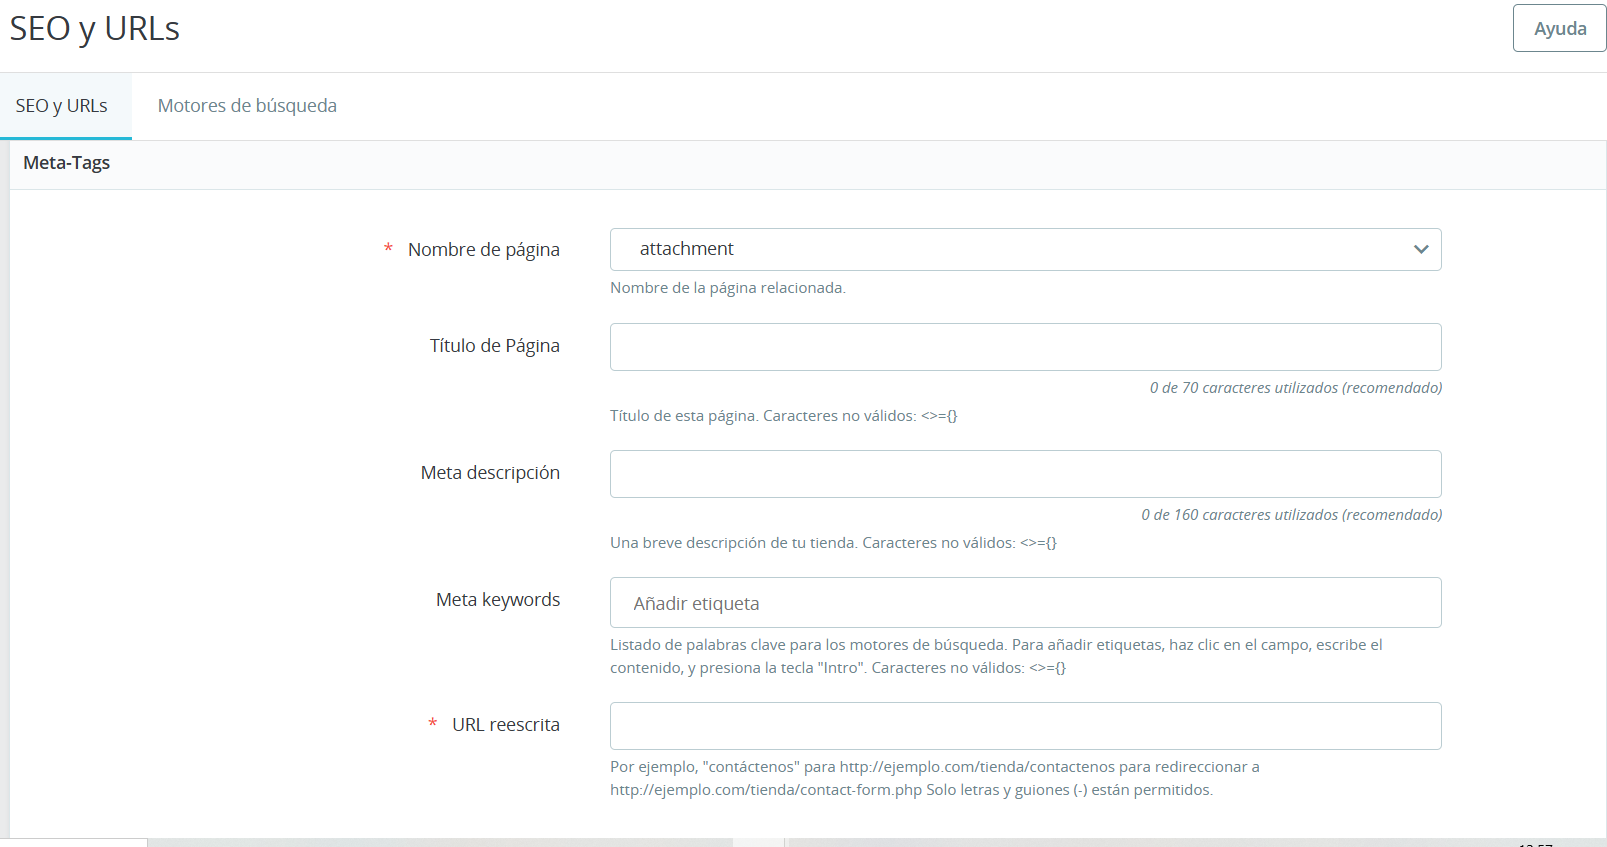 SEO y URLs
Ayuda
SEO y URLs
Motores de búsqueda
Meta-Tags
* Nombre de página
attachment
Nombre de la página relacionada.
Título de Página
0 de 70 caracteres utilizados (recomendado)
Título de esta página. Caracteres no válidos: <>={}
Meta descripción
0 de 160 caracteres utilizados (recomendado)
Una breve descripción de tu tienda. Caracteres no válidos: <>={}
Meta keywords
Añadir etiqueta
Listado de palabras clave para los motores de búsqueda. Para añadir etiquetas, haz clic en el campo, escribe el
contenido, y presiona la tecla "Intro". Caracteres no válidos: <>={}
* URL reescrita
Por ejemplo, "contáctenos" para http://ejemplo.com/tienda/contactenos para redireccionar a
http://ejemplo.com/tienda/contact-form.php Solo letras y guiones (-) están permitidos.